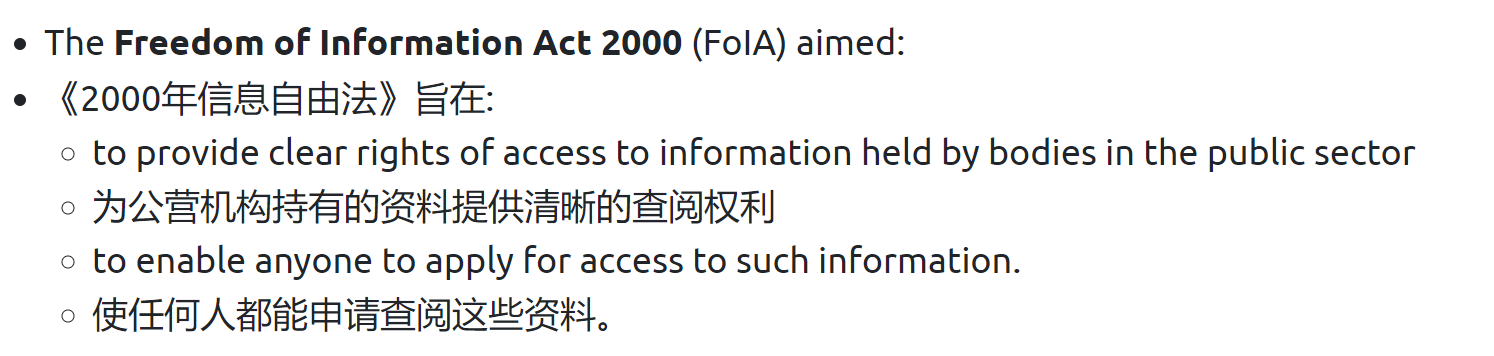 The Freedom of Information Act 2000 (FoIA) aimed:
《2000年信息自由法》旨在:
to provide clear rights of access to information held by bodies in the public sector
为公营机构持有的资料提供清晰的查阅权利
to enable anyone to apply for access to such information.
使任何人都能申请查阅这些资料。